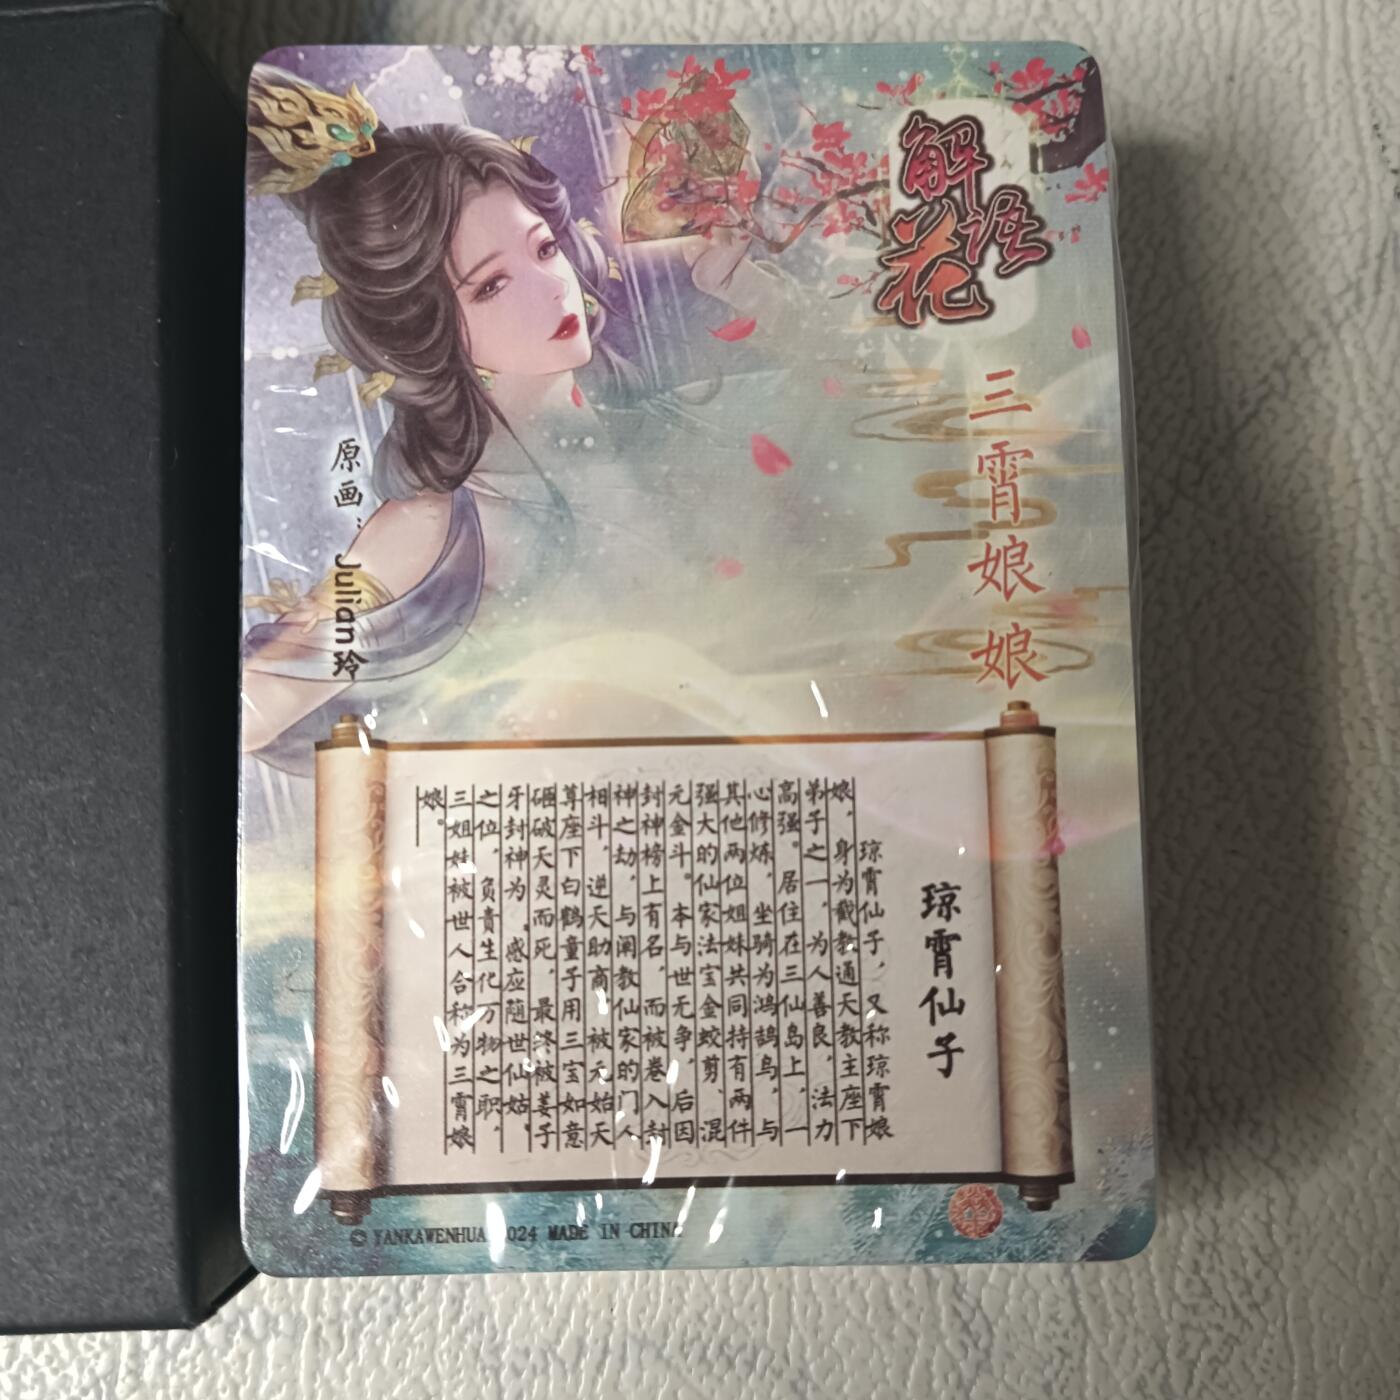 解语花
三霄娘娘
原画：Julian玲
琼霄仙子
琼霄仙子，又称琼霄娘
娘，身为截教通天教主座下
弟子之一，为人善良，法力
高强。居住在三仙岛上，一
心修炼，坐骑为鸿鹄鸟，与
其他两位姐妹共同持有两件
强大的仙家法宝金蛟剪、混
元金斗。本与世无争，后因
封神榜上有名，而被卷入封
神之劫，与阐教仙家的门人
相斗，逆天助商，被元始天
尊座下白鹤童子用三宝如意
砸破天灵而死，最终被姜子
牙封神为，感应随世仙姑。
之位，负责生化万物之职，
三姐妹被世人合称为三霄娘
娘。
© YANKAWENHUA 2024 MADE IN CHINA